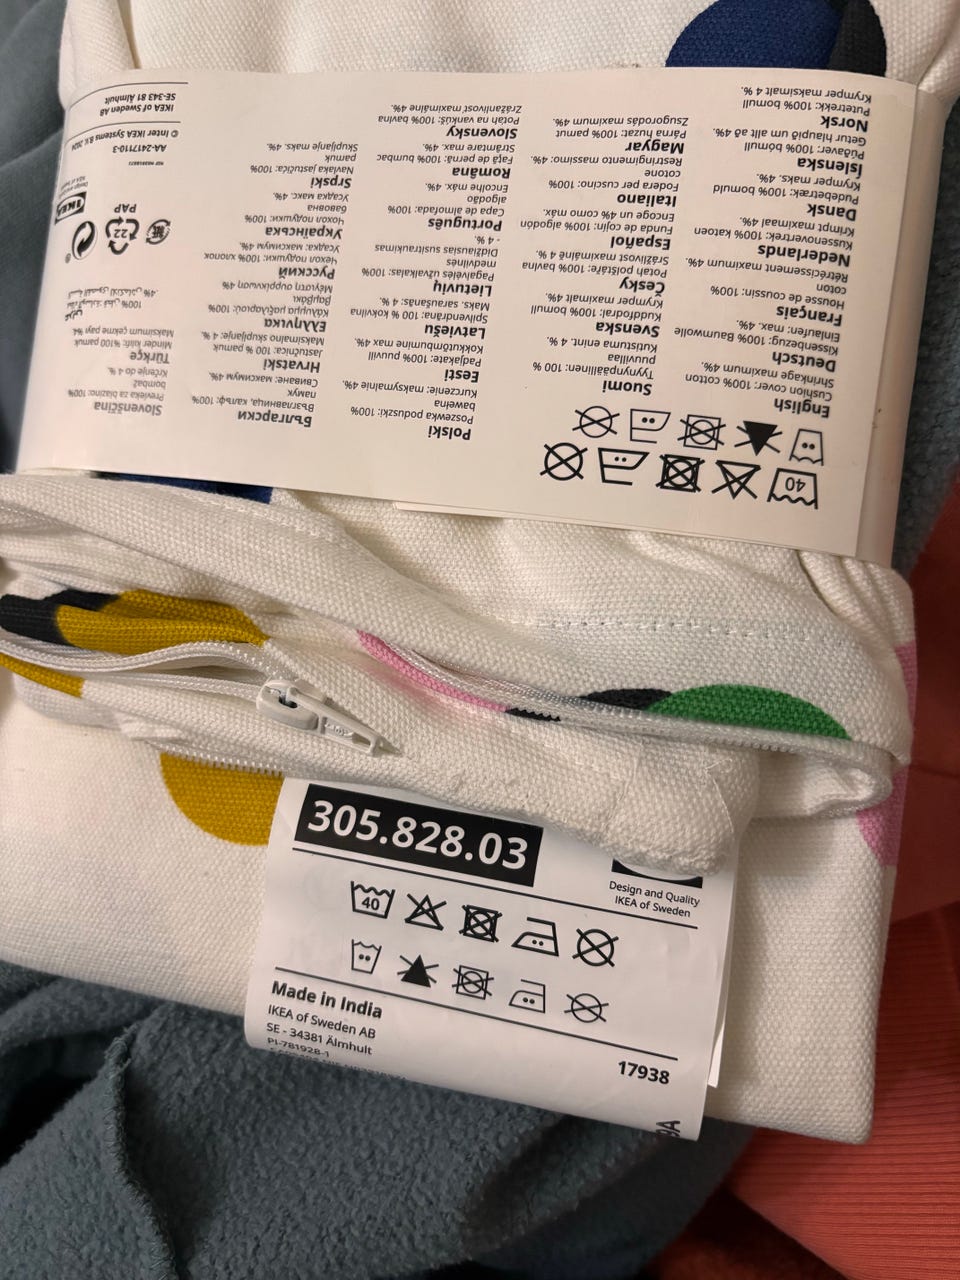 English
Cushion cover: 100% cotton
Shrinkage maximum 4%.
Deutsch
Kissenbezug: 100% Baumwolle
Einlaufen: max. 4%.
Français
Housse de coussin: 100%
coton
Rétrécissement maximum 4%.
Nederlands
Kussenovertrek: 100% katoen
Krimpt maximaal 4%.
Dansk
Pudebetræk: 100% bomuld
Krymper maks. 4%.
Íslenska
Púðaver: 100% bómull
Getur hlaupið um allt að 4%.
Norsk
Putetrekk: 100% bomull
Krymper maksimalt 4 %.
Suomi
Tyynynpäällinen: 100 %
puuvillaa
Kutistuma enint. 4 %.
Svenska
Kuddfodral: 100% bomull
Krymper maximalt 4%.
Česky
Potah polštáře: 100% bavlna
Srážlivost maximálně 4%.
Español
Funda de cojín: 100% algodón
Encoge un 4% como máx.
Italiano
Fodera per cuscino: 100%
cotone
Restringimento massimo: 4%.
Magyar
Párna huzat: 100% pamut
Zsugorodás maximum 4%.
Polski
Poszewka poduszki: 100%
bawełna
Kurczenie: maksymalnie 4%.
Eesti
Padjakate: 100% puuvill
Kokkutõmbumine max 4%.
Latviešu
Spilvendrāna: 100 % kokvilna
Maks. sarušanās: 4 %.
Lietuvių
Pagalvėlės užvalkalas: 100%
medvilnės
Didžiausias susitraukimas
- 4 %.
Português
Capa de almofada: 100%
algodão
Encolhe máx. 4%.
Româna
Faţa de pernă: 100% bumbac
Strâmtare max. 4%.
Slovensky
Poťah na vankúš: 100% bavlna
Zrážanlivosť maximálne 4%.
Български
Възглавница, калъф: 100%
памук
Свиване: максимум 4%.
Hrvatski
Jastučnica: 100 % pamuk
Maksimalno skupljanje: 4 %.
Ελληνικα
Κάλυμμα μαξιλαριού: 100%
βαμβάκι
Μέγιστη συρρίκνωση 4%
Русский
Чехол подушки: 100% хлопок
Усадка: максимум 4%.
Українська
Чохол подушки: 100%
бавовна
Усадка макс. 4%.
Srpski
Navlaka jastučića: 100%
pamuk
Skupljanje maks. 4%.
Slovenščina
Prevleka za blazino: 100%
bombaž
Krčenje do 4 %.
Türkçe
Minder kılıfı: %100 pamuk
Maksimum çekme payı %4.
عربي
22
PAP
IKEA
AA-2417110-3
© Inter IKEA Systems B.V. 2024
IKEA of Sweden AB
SE-343 81 Älmhult
40
305.828.03
Design and Quality
IKEA of Sweden
40
Made in India
IKEA of Sweden AB
SE - 34381 Älmhult
PI-781928-1
17938